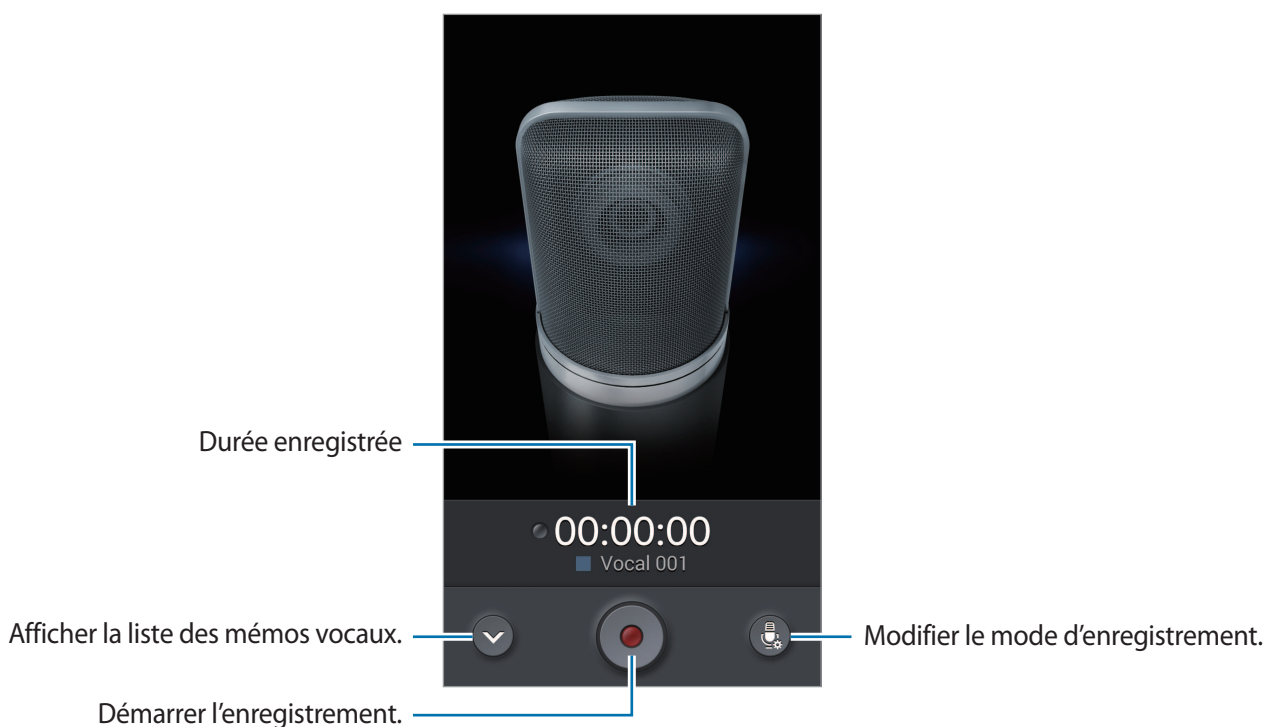 Durée enregistrée
00:00:00
Vocal 001
Afficher la liste des mémos vocaux.
Modifier le mode d’enregistrement.
Démarrer l’enregistrement.